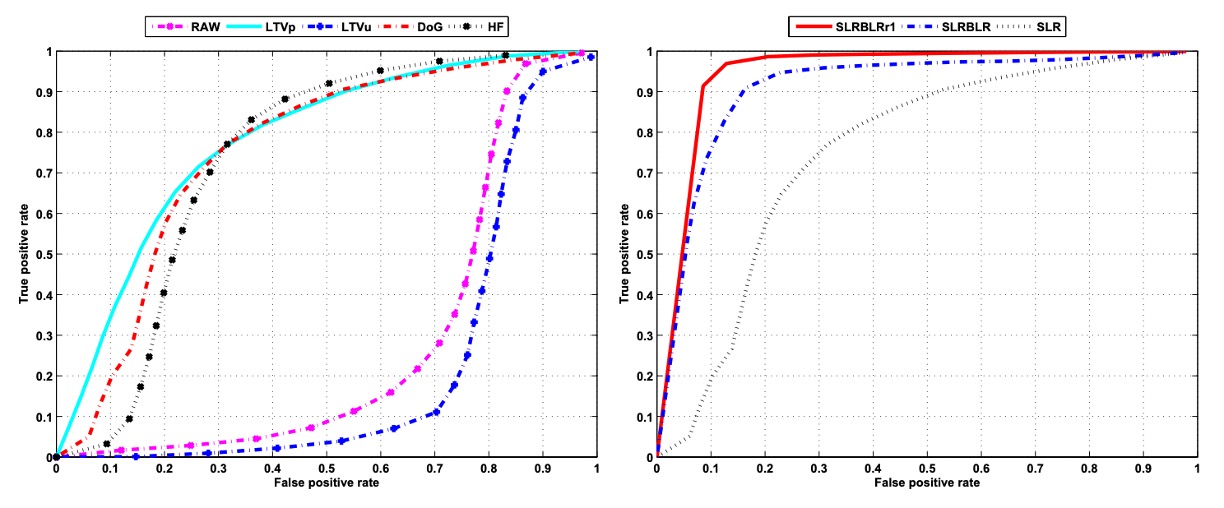 RAW LTVp LTVu DoG HF
1
0.9
0.8
0.7
0.6
0.5
0.4
0.3
0.2
0.1
0
True positive rate
0 0.1 0.2 0.3 0.4 0.5 0.6 0.7 0.8 0.9 1
False positive rate
SLRBLRr1 SLRBLR SLR
1
0.9
0.8
0.7
0.6
0.5
0.4
0.3
0.2
0.1
0
True positive rate
0 0.1 0.2 0.3 0.4 0.5 0.6 0.7 0.8 0.9 1
False positive rate